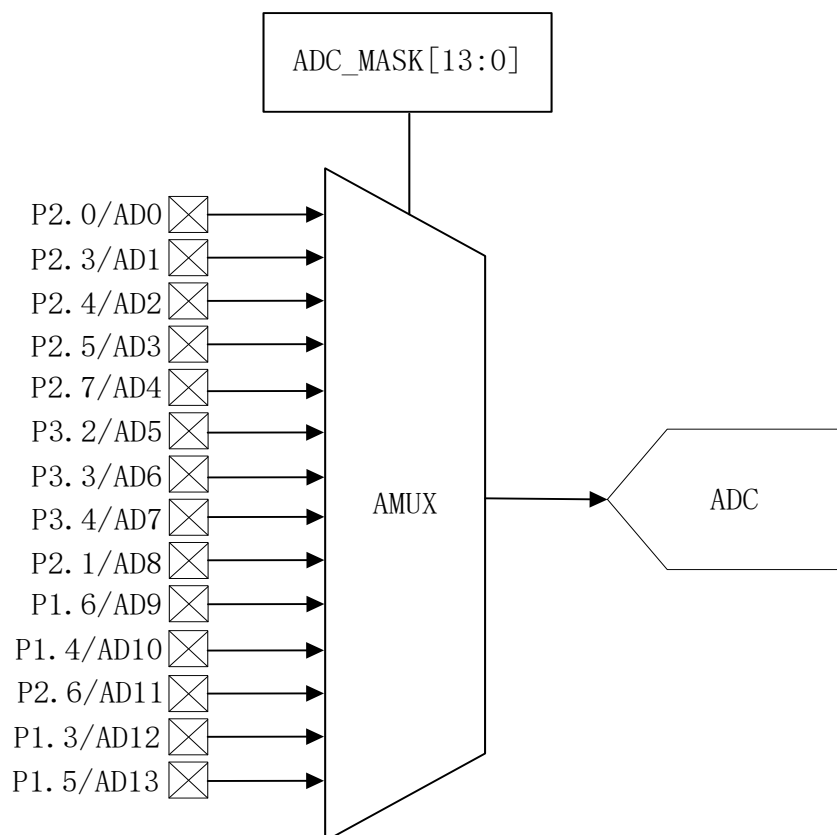 ADC_MASK[13:0]
P2.0/AD0
P2.3/AD1
P2.4/AD2
P2.5/AD3
P2.7/AD4
P3.2/AD5
P3.3/AD6
P3.4/AD7
P2.1/AD8
P1.6/AD9
P1.4/AD10
P2.6/AD11
P1.3/AD12
P1.5/AD13
AMUX
ADC